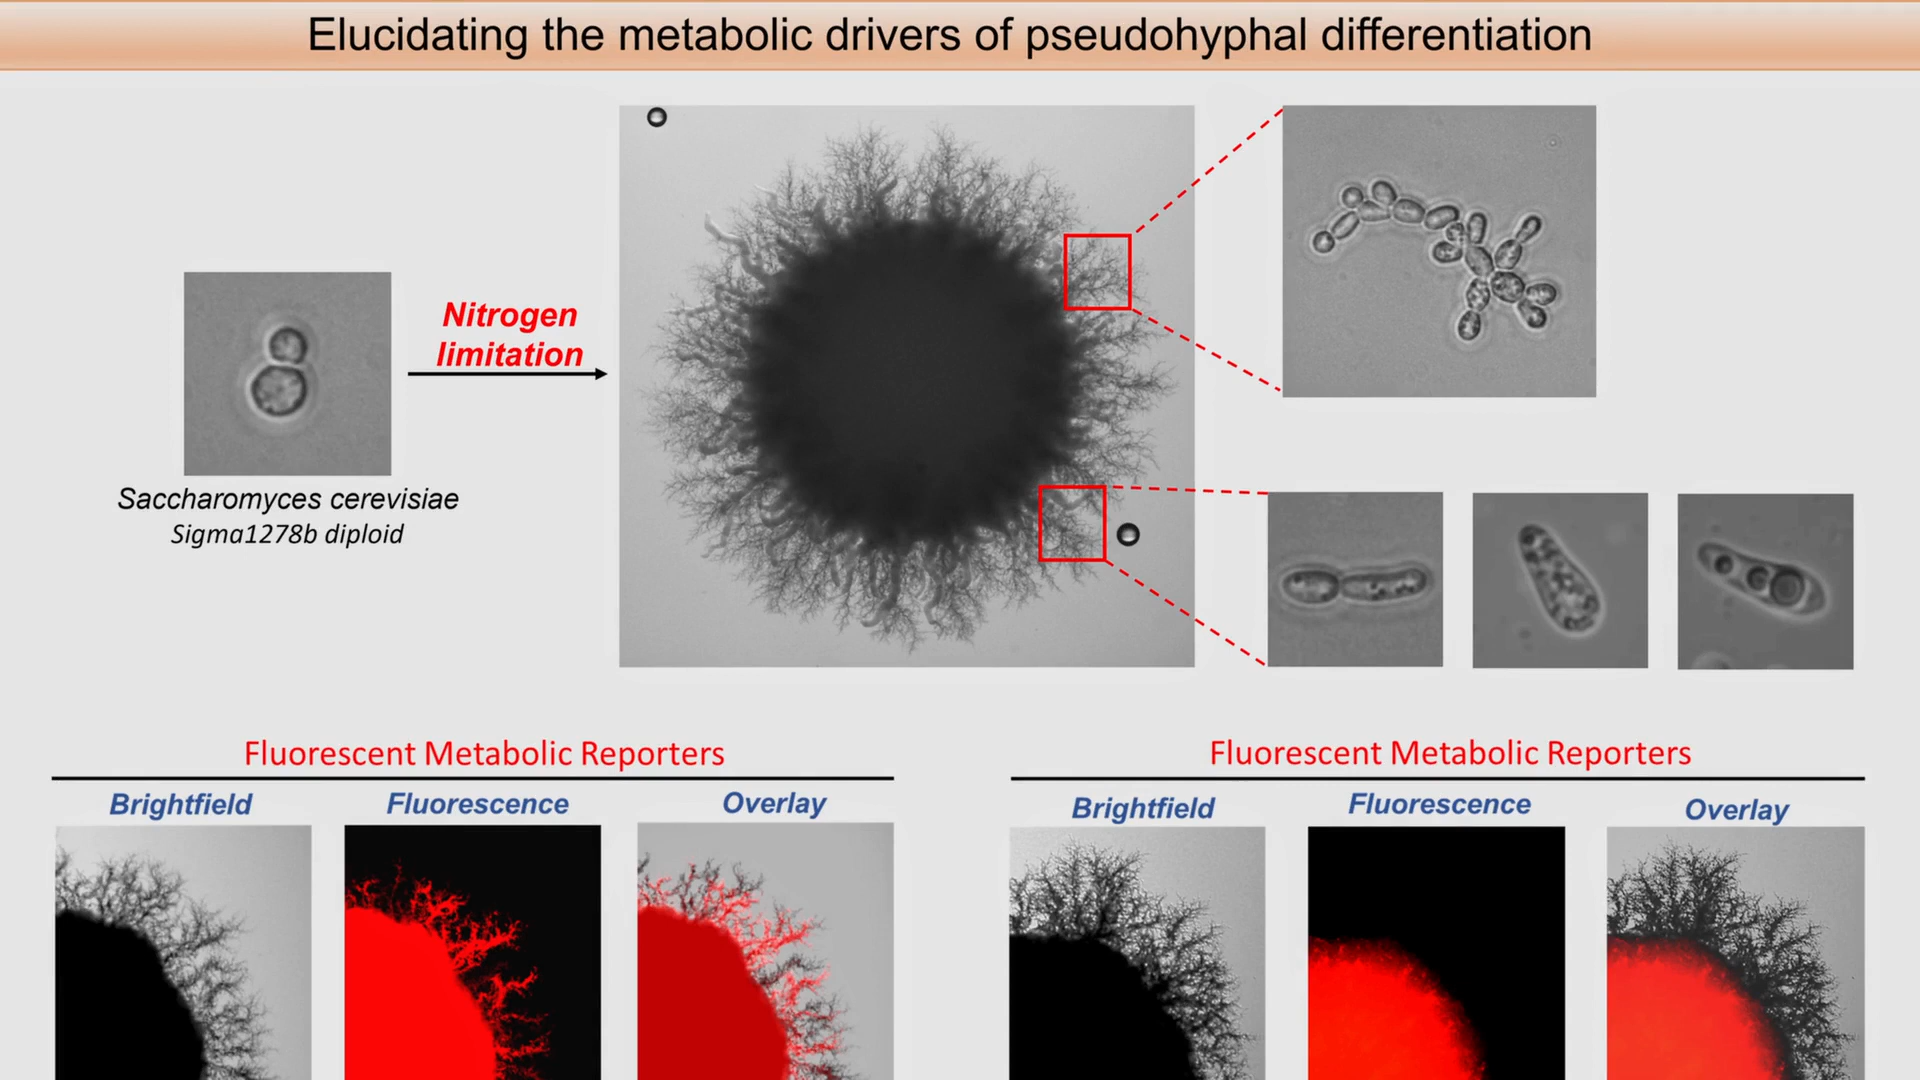 Elucidating the metabolic drivers of pseudohyphal differentiation
Nitrogen
limitation
Saccharomyces cerevisiae
Sigma1278b diploid
Fluorescent Metabolic Reporters
Brightfield Fluorescence Overlay
Fluorescent Metabolic Reporters
Brightfield Fluorescence Overlay